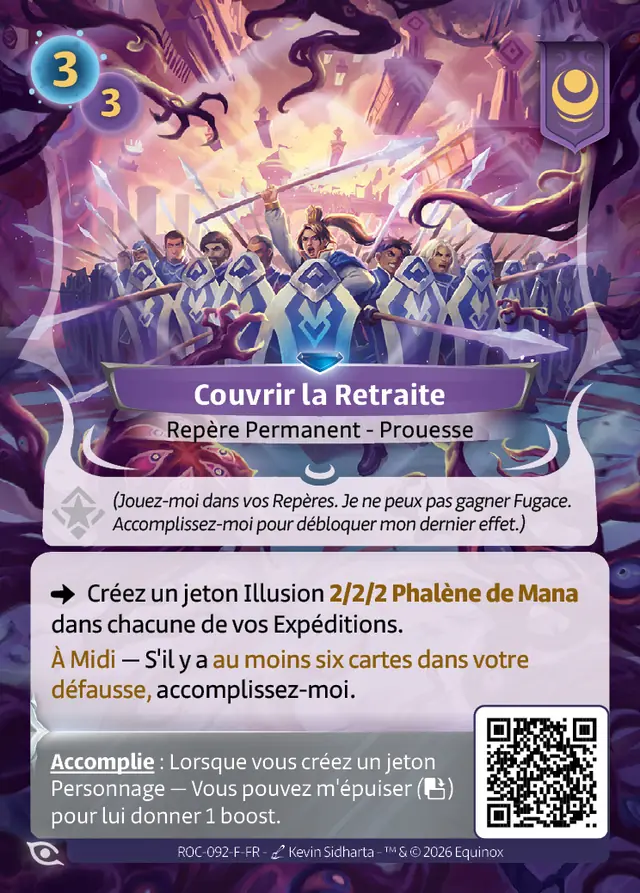 3
3
Couvrir la Retraite
Repère Permanent - Prouesse
(Jouez-moi dans vos Repères. Je ne peux pas gagner Fugace.
Accomplissez-moi pour débloquer mon dernier effet.)
Créez un jeton Illusion 2/2/2 Phalène de Mana
dans chacune de vos Expéditions.
À Midi — S'il y a au moins six cartes dans votre
défausse, accomplissez-moi.
Accomplie : Lorsque vous créez un jeton
Personnage — Vous pouvez m'épuiser ()
pour lui donner 1 boost.
ROC-092-F-FR - Kevin Sidharta - ™ & © 2026 Equinox